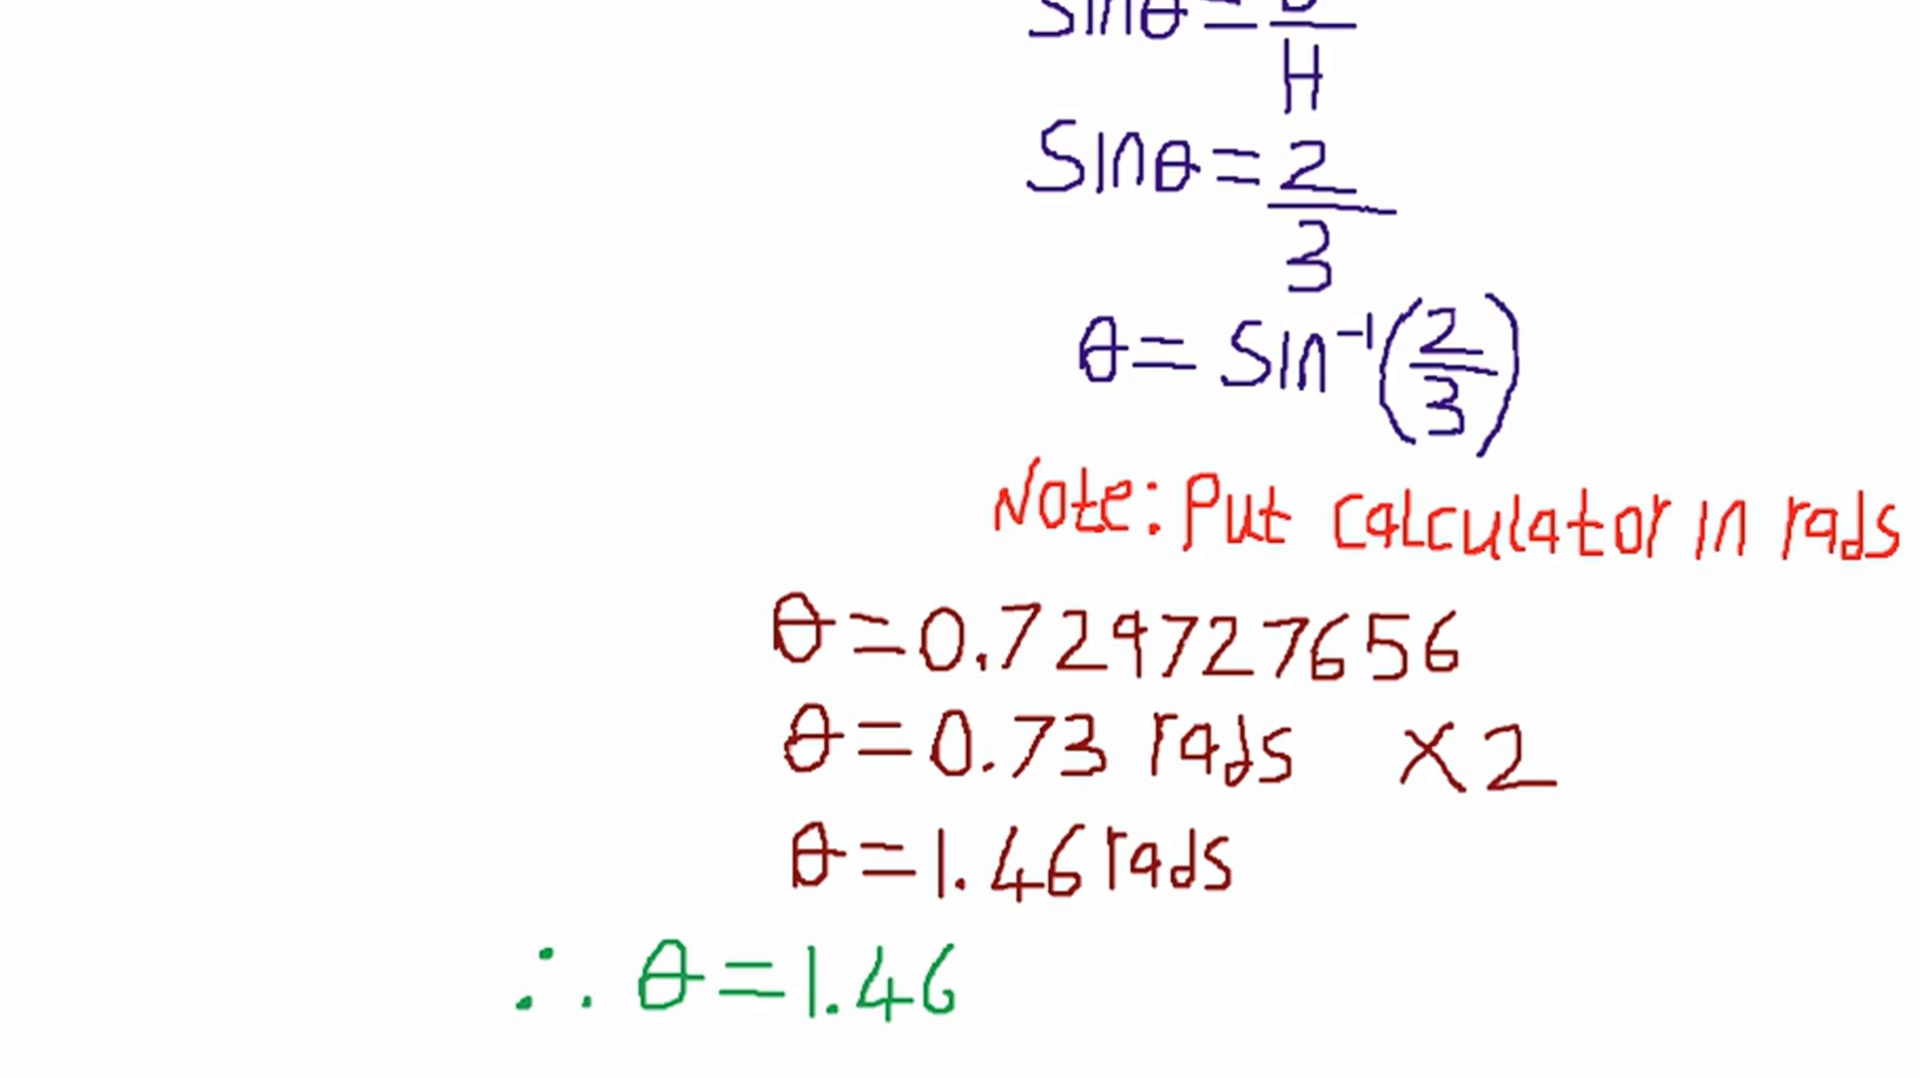 Sinθ = O/H
Sinθ = 2/3
θ = Sin⁻¹(2/3)
Note: Put calculator in rads
θ = 0.729727656
θ = 0.73 rads ×2
θ = 1.46 rads
∴ θ = 1.46